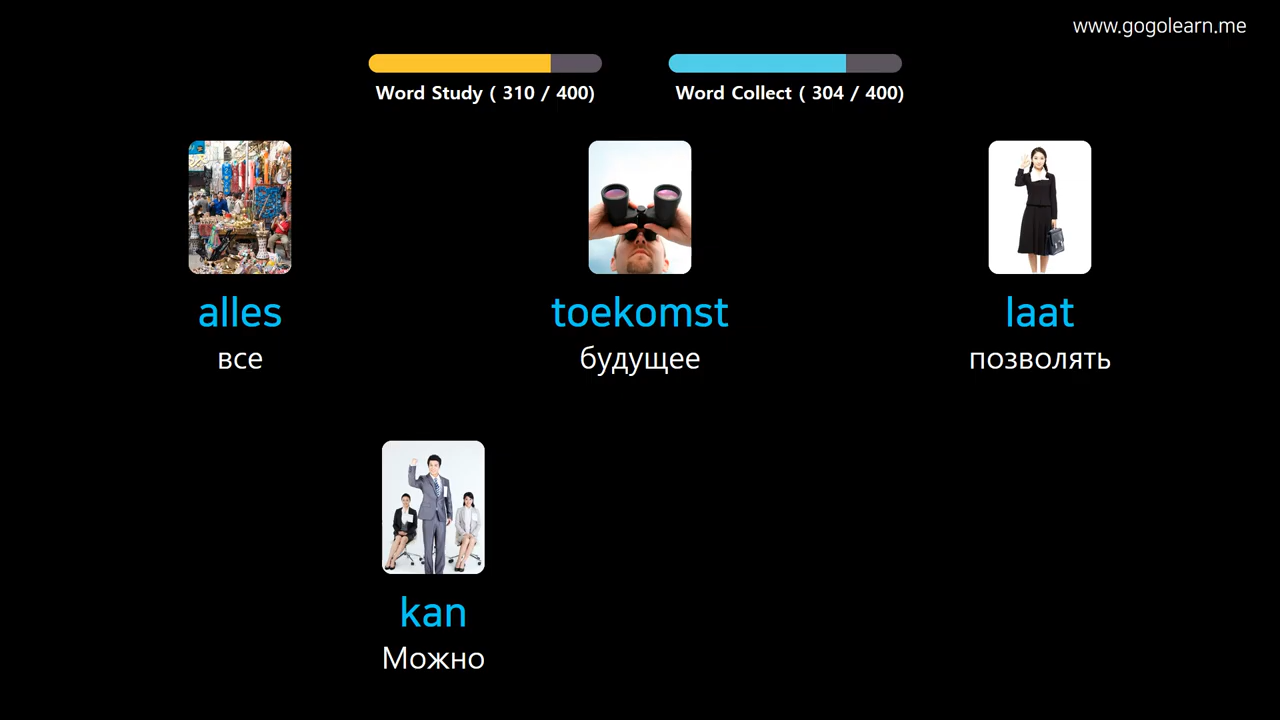 www.gogolearn.me
Word Study ( 310 / 400)
Word Collect ( 304 / 400)
alles
все
toekomst
будущее
laat
позволять
kan
Можно